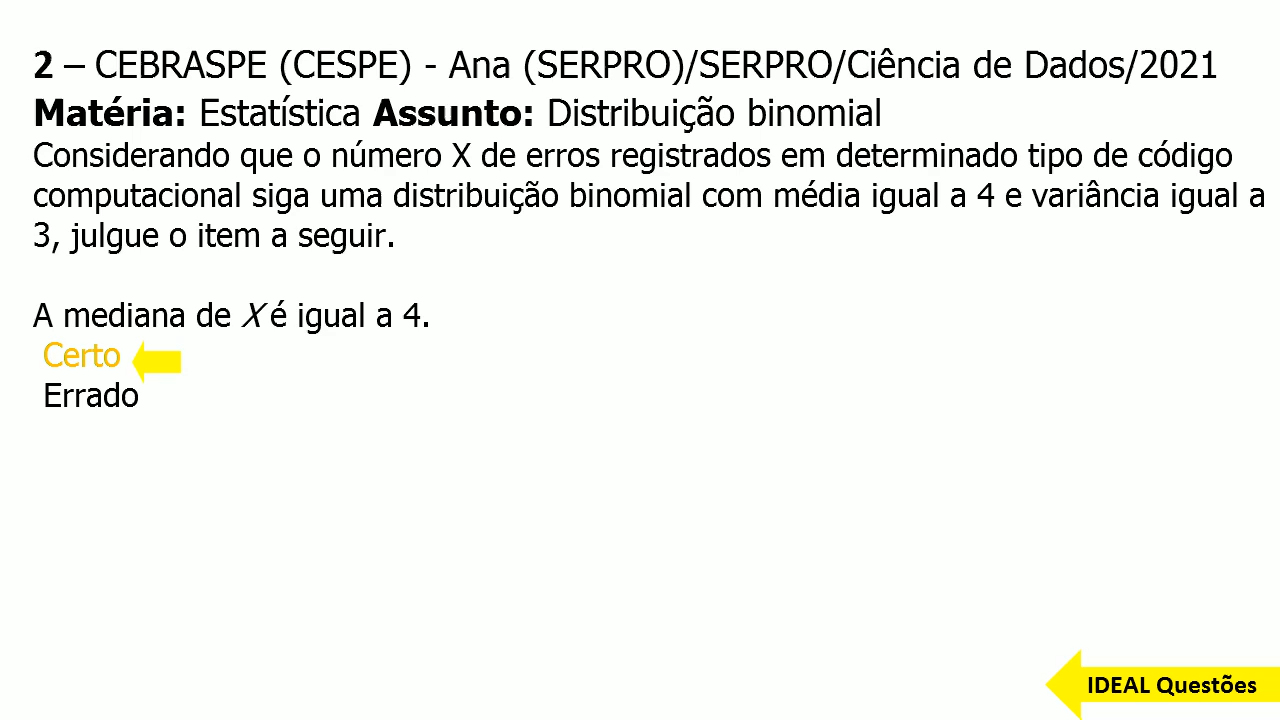 2 – CEBRASPE (CESPE) - Ana (SERPRO)/SERPRO/Ciência de Dados/2021
Matéria: Estatística Assunto: Distribuição binomial
Considerando que o número X de erros registrados em determinado tipo de código
computacional siga uma distribuição binomial com média igual a 4 e variância igual a
3, julgue o item a seguir.
A mediana de X é igual a 4.
Certo
Errado
IDEAL Questões